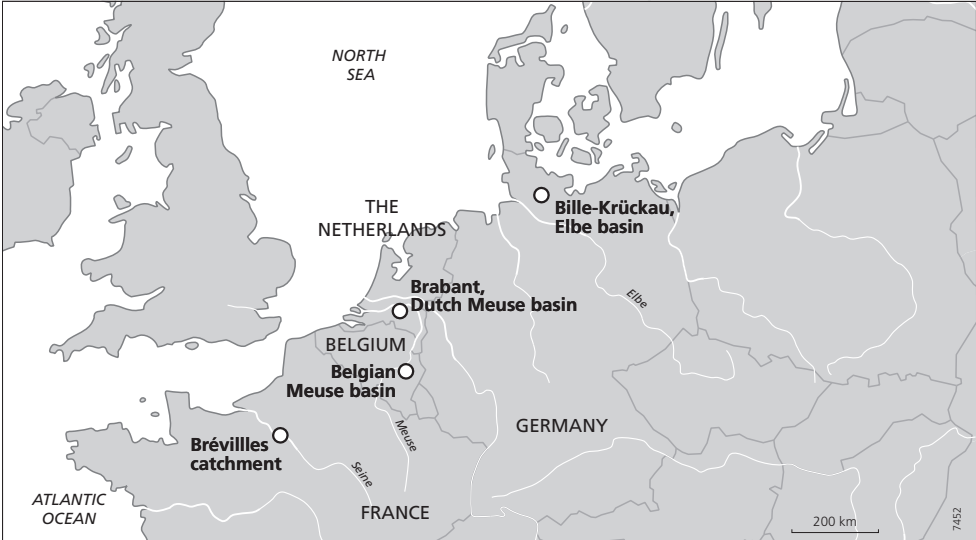 NORTH
SEA
THE
NETHERLANDS
Bille-Krückau,
Elbe basin
Brabant,
Dutch Meuse basin
Elbe
BELGIUM
Belgian
Meuse basin
GERMANY
Meuse
Brévillles
catchment
Seine
ATLANTIC
OCEAN
FRANCE
200 km
7452